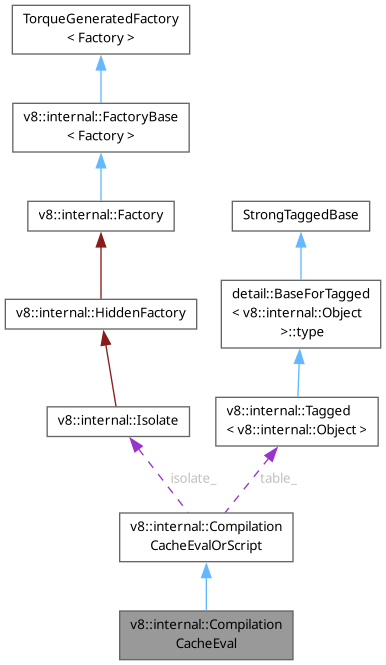 TorqueGeneratedFactory
< Factory >
v8::internal::FactoryBase
< Factory >
v8::internal::Factory
StrongTaggedBase
v8::internal::HiddenFactory
detail::BaseForTagged
< v8::internal::Object
>::type
v8::internal::Isolate
v8::internal::Tagged
< v8::internal::Object >
isolate_
table_
v8::internal::Compilation
CacheEvalOrScript
v8::internal::Compilation
CacheEval